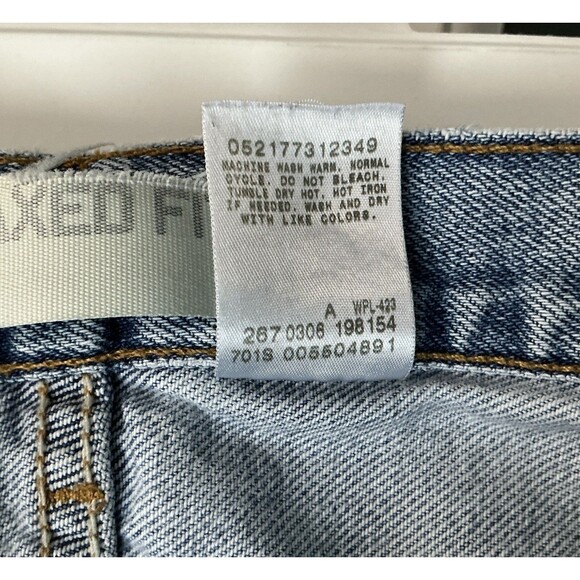 AXED FI
052177312349
MACHINE WASH WARM, NORMAL
CYCLE. DO NOT BLEACH.
TUMBLE DRY HOT. HOT IRON
IF NEEDED. WASH AND DRY
WITH LIKE COLORS.
A WPL-423
267 0306 198154
701S 005504891